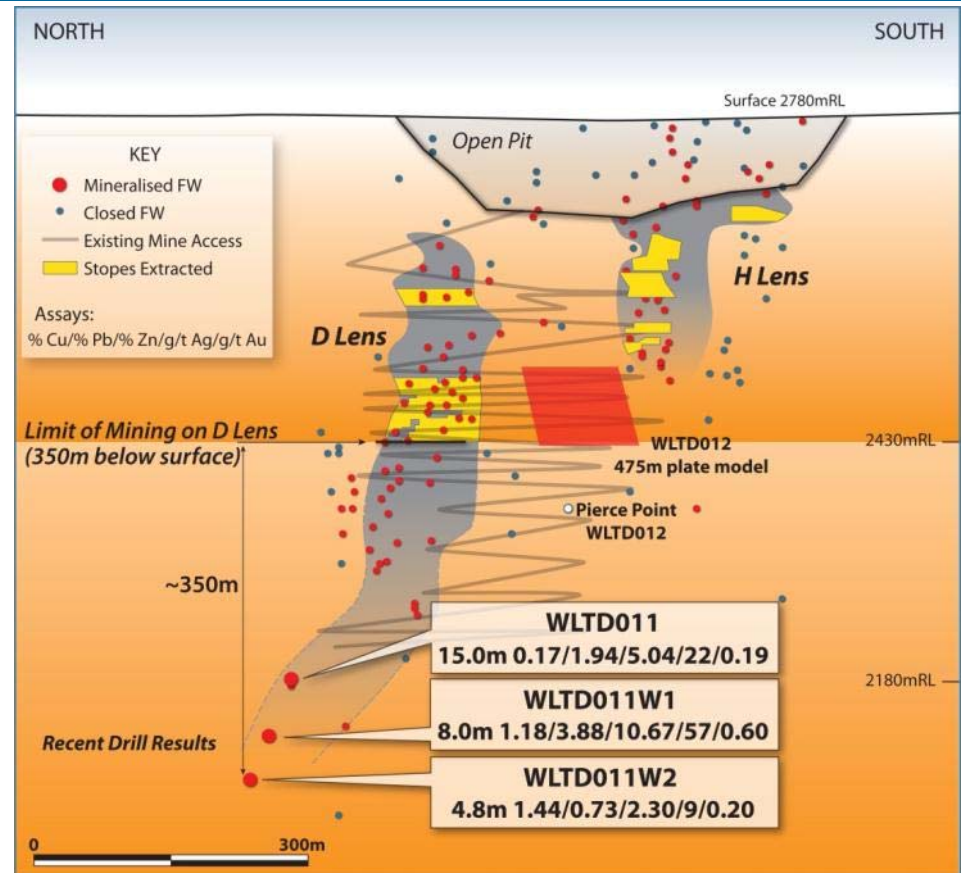 NORTH
SOUTH
Surface 2780mRL
Open Pit
KEY
Mineralised FW
Closed FW
Existing Mine Access
Stopes Extracted
Assays:
% Cu/% Pb/% Zn/g/t Ag/g/t Au
H Lens
D Lens
Limit of Mining on D Lens
(350m below surface)
2430mRL
WLTD012
475m plate model
Pierce Point
WLTD012
~350m
WLTD011
15.0m 0.17/1.94/5.04/22/0.19
2180mRL
WLTD011W1
8.0m 1.18/3.88/10.67/57/0.60
Recent Drill Results
WLTD011W2
4.8m 1.44/0.73/2.30/9/0.20
0
300m